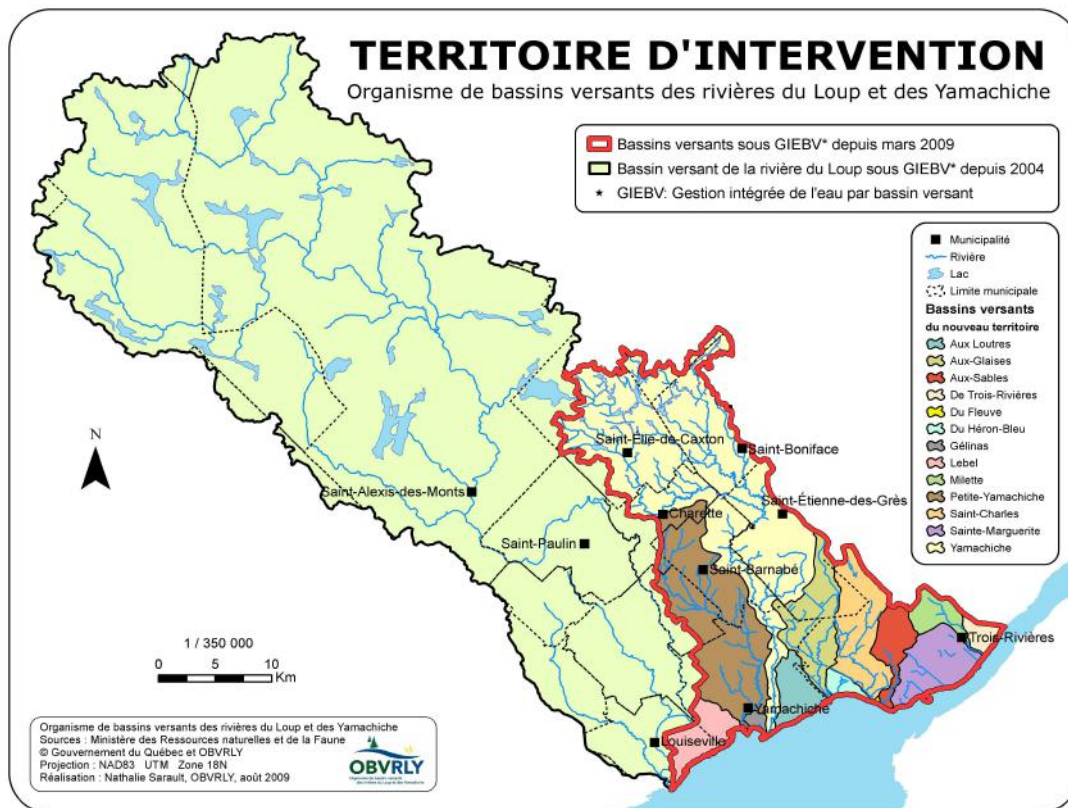 TERRITOIRE D'INTERVENTION
Organisme de bassins versants des rivières du Loup et des Yamachiche
Bassins versants sous GIEBV* depuis mars 2009
Bassin versant de la rivière du Loup sous GIEBV* depuis 2004
* GIEBV: Gestion intégrée de l'eau par bassin versant
Municipalité
Rivière
Lac
Limite municipale
Bassins versants
du nouveau territoire
Aux Loutres
Aux-Glaises
Aux-Sables
De Trois-Rivières
Du Fleuve
Du Héron-Bleu
Gélinas
Lebel
Milette
Petite-Yamachiche
Saint-Charles
Sainte-Marguerite
Yamachiche
Saint-Élie-de-Caxton
Saint-Boniface
N
Saint-Alexis-des-Monts
Charette
Saint-Étienne-des-Grès
Saint-Paulin
Saint-Barnabé
Trois-Rivières
Yamachiche
Louiseville
1 / 350 000
0 5 10
Km
Organisme de bassins versants des rivières du Loup et des Yamachiche
Sources : Ministère des Ressources naturelles et de la Faune
© Gouvernement du Québec et OBVRLY
Projection : NAD83 UTM Zone 18N
Réalisation : Nathalie Sarault, OBVRLY, août 2009
OBVRLY